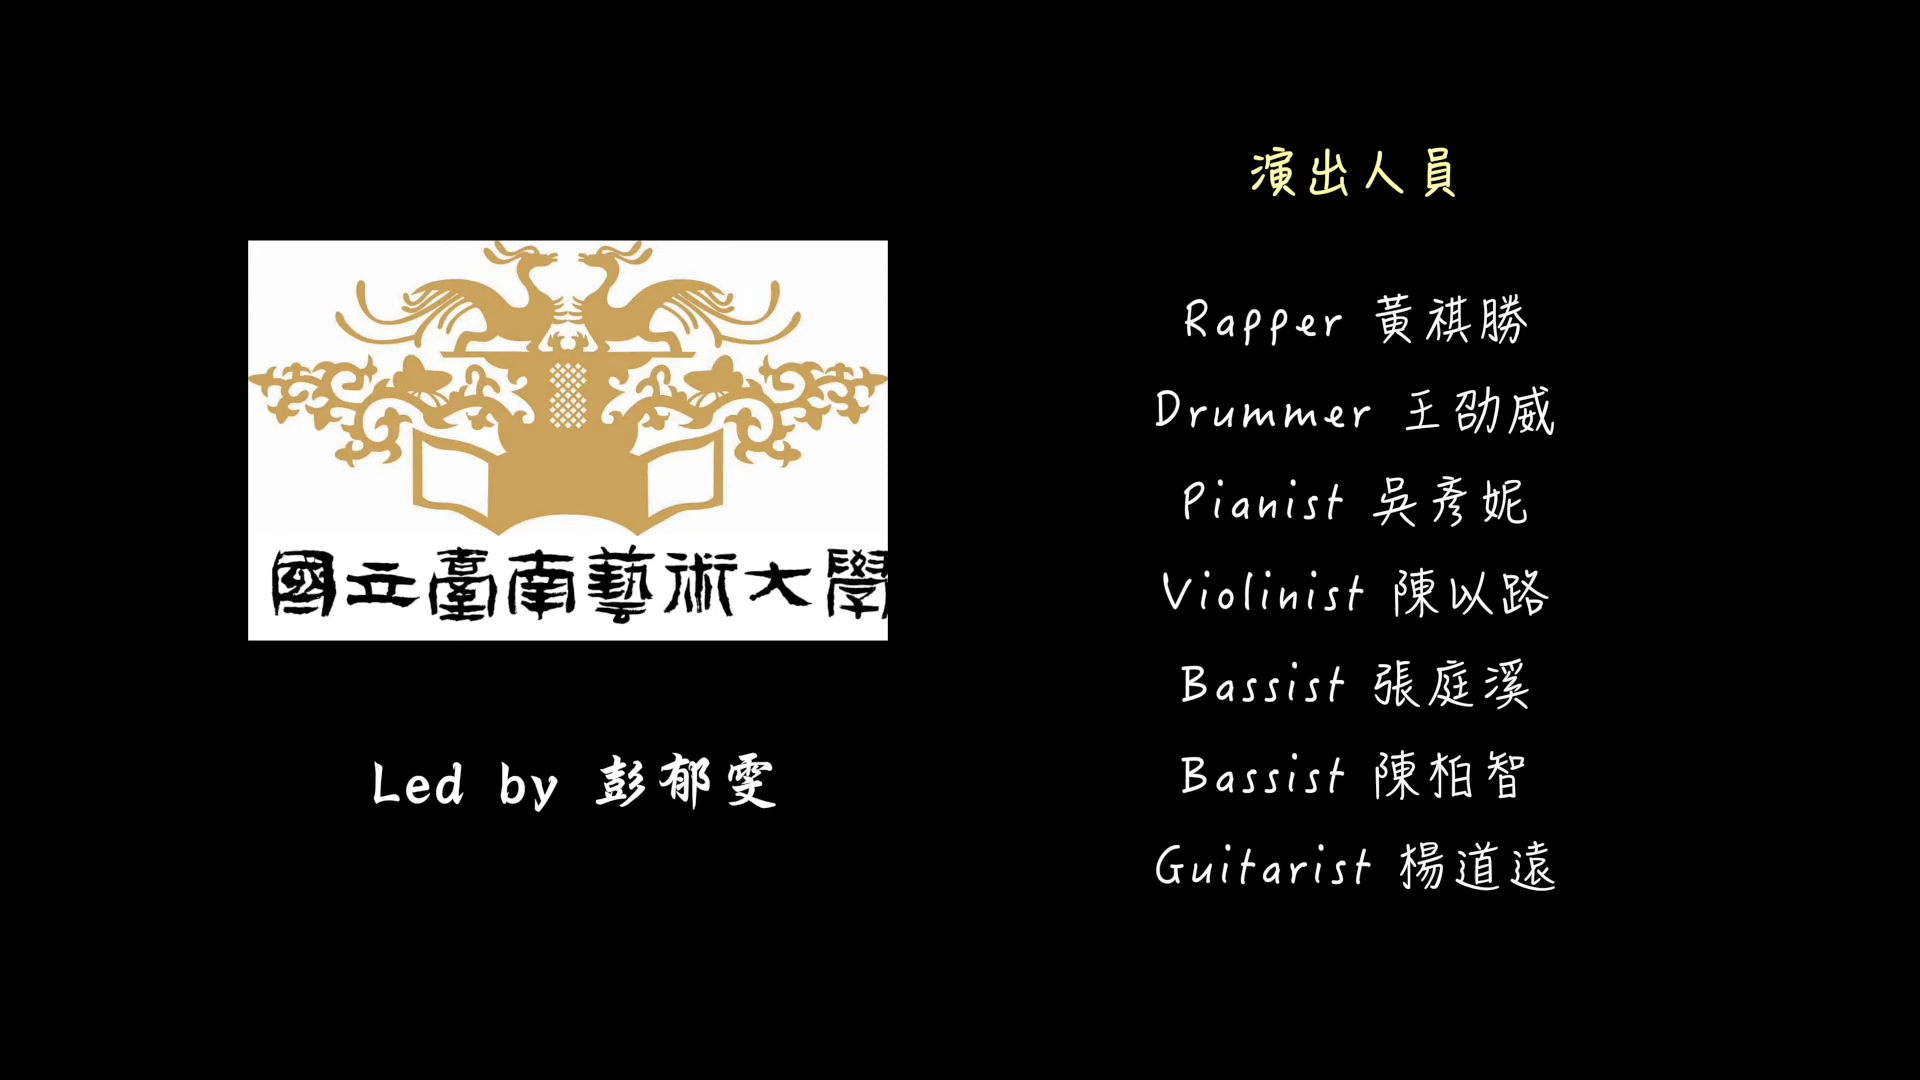 國立臺南藝術大學
Led by 彭郁雯
演出人員
Rapper 黃祺勝
Drummer 王劭威
Pianist 吳彥妮
Violinist 陳以路
Bassist 張庭溪
Bassist 陳柏智
Guitarist 楊道遠